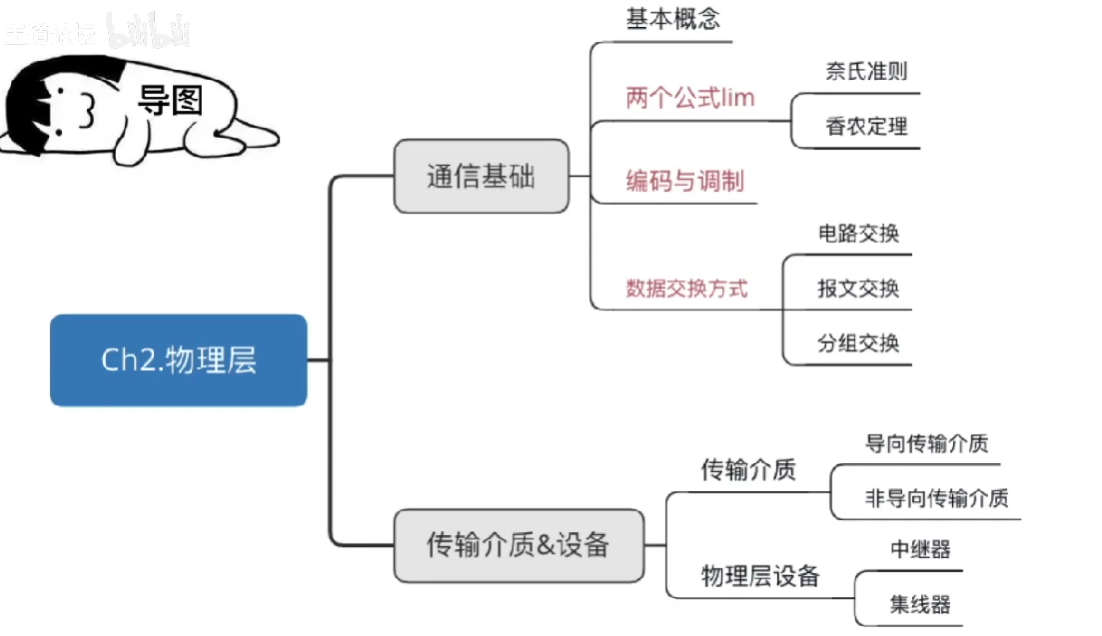 王道论坛 bilibili
导图
Ch2.物理层
通信基础
基本概念
两个公式lim
奈氏准则
香农定理
编码与调制
数据交换方式
电路交换
报文交换
分组交换
传输介质&设备
传输介质
导向传输介质
非导向传输介质
物理层设备
中继器
集线器